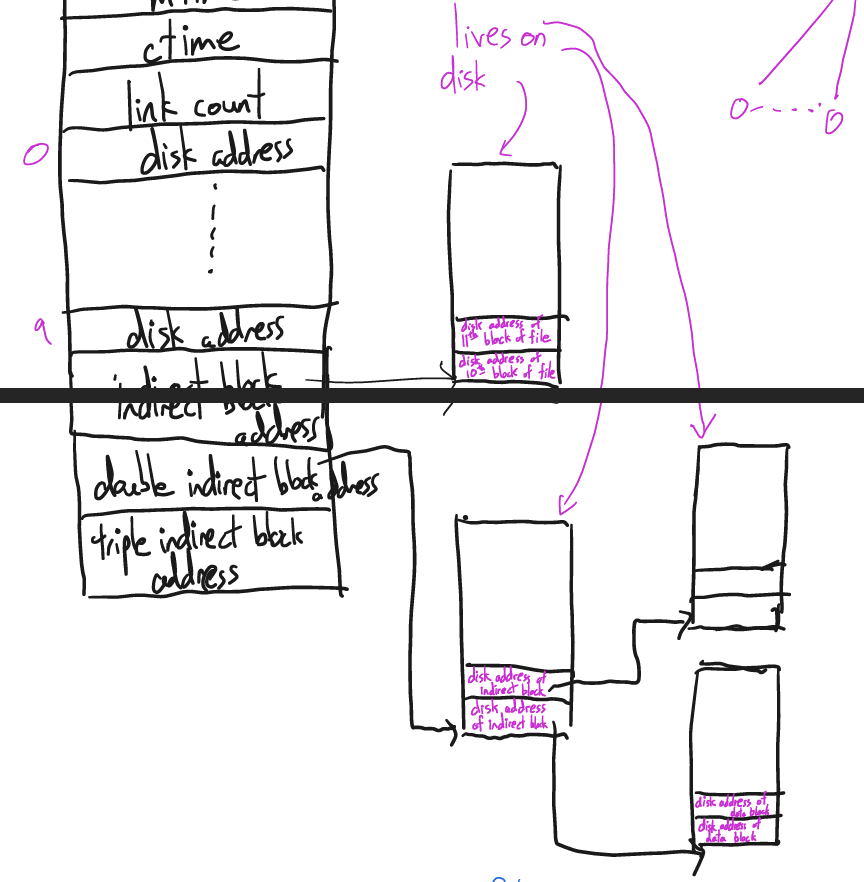 ctime
link count
0
disk address
9
disk address
indirect block
address
double indirect block
address
triple indirect block
address
lives on
disk
disk address of
11th block of file
disk address of
10th block of file
disk address of
indirect block
disk address
of indirect block
disk address of
data block
disk address of
data block
0
0